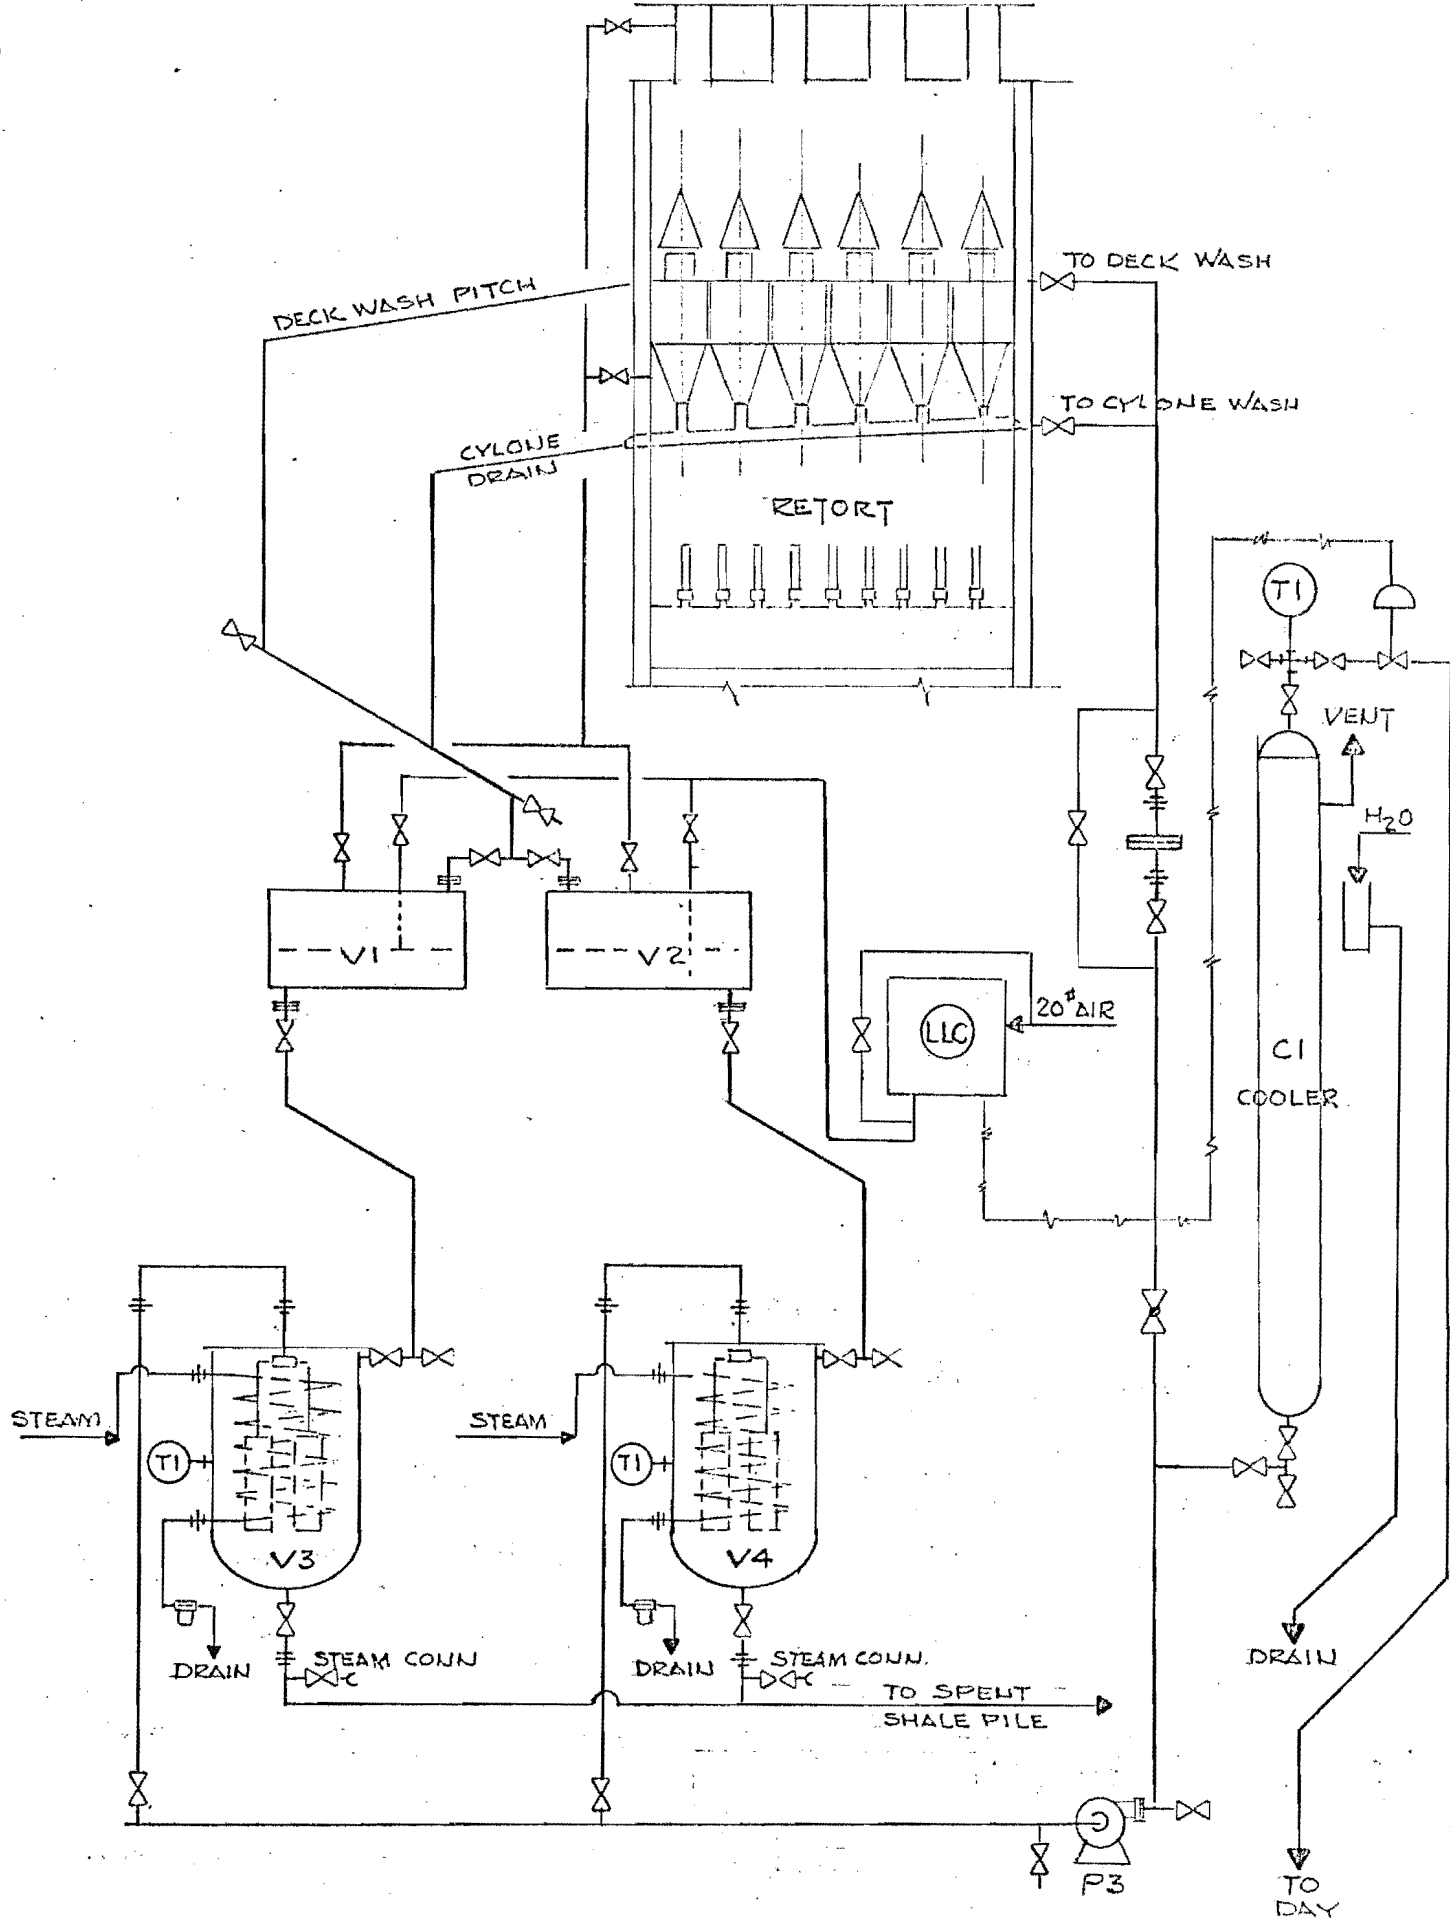 TO DECK WASH
DECK WASH PITCH
TO CYLONE WASH
CYLONE
DRAIN
RETORT
TI
VENT
H2O
V1
V2
20# AIR
LLC
C1
COOLER
STEAM
STEAM
TI
TI
V3
V4
DRAIN
STEAM CONN
DRAIN
STEAM CONN.
DRAIN
TO SPENT
SHALE PILE
P3
TO
DAY